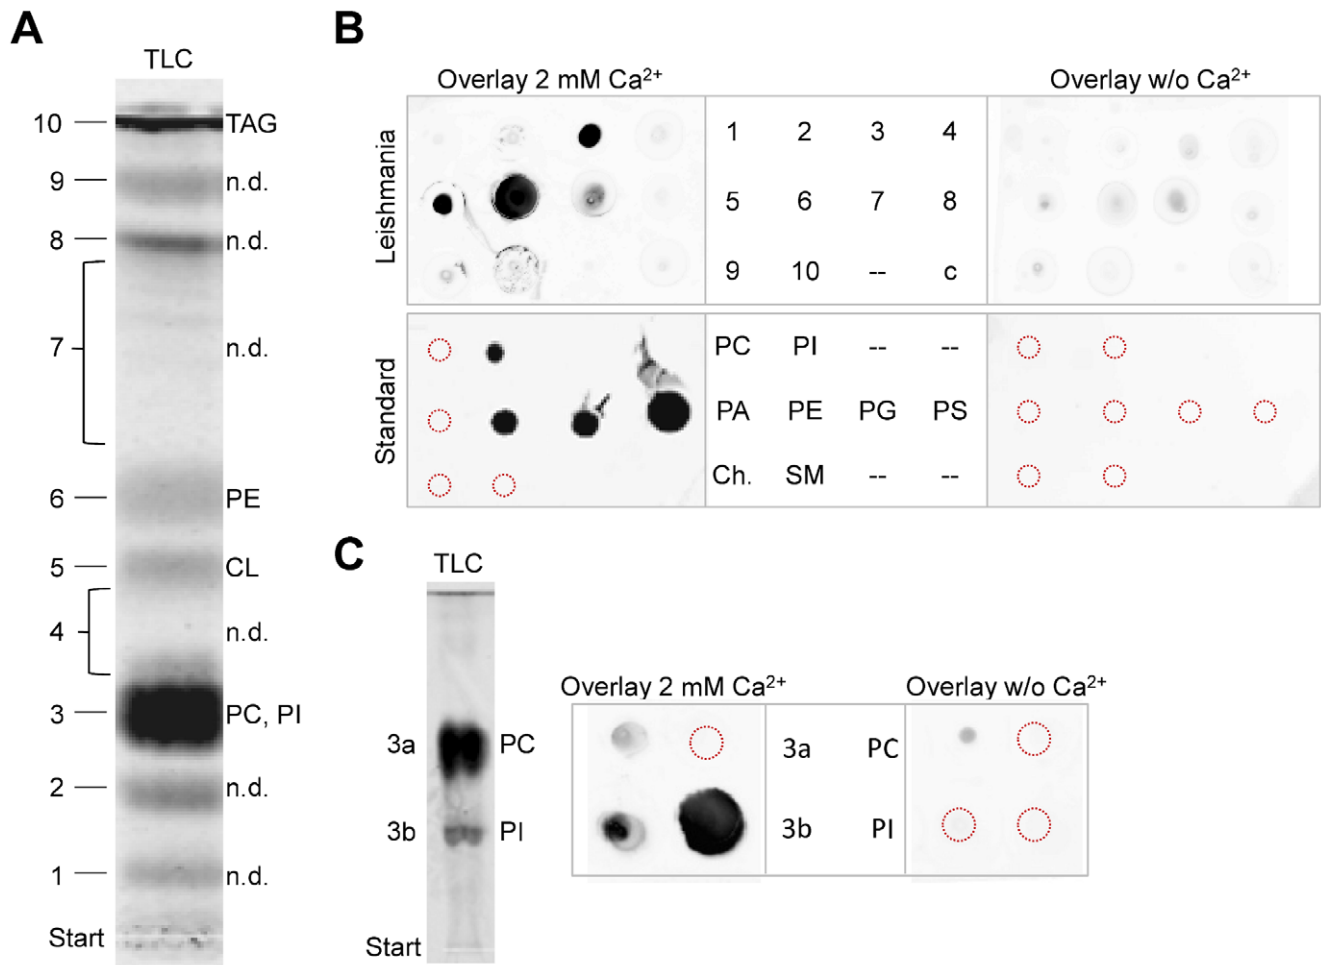 A
TLC
10
TAG
9
n.d.
8
n.d.
7
n.d.
6
PE
5
CL
4
n.d.
3
PC, PI
2
n.d.
1
n.d.
Start
B
Overlay 2 mM Ca²⁺
Overlay w/o Ca²⁺
Leishmania
1 2 3 4
5 6 7 8
9 10 -- c
Standard
PC PI -- --
PA PE PG PS
Ch. SM -- --
C
TLC
3a PC
3b PI
Start
Overlay 2 mM Ca²⁺
Overlay w/o Ca²⁺
3a PC
3b PI